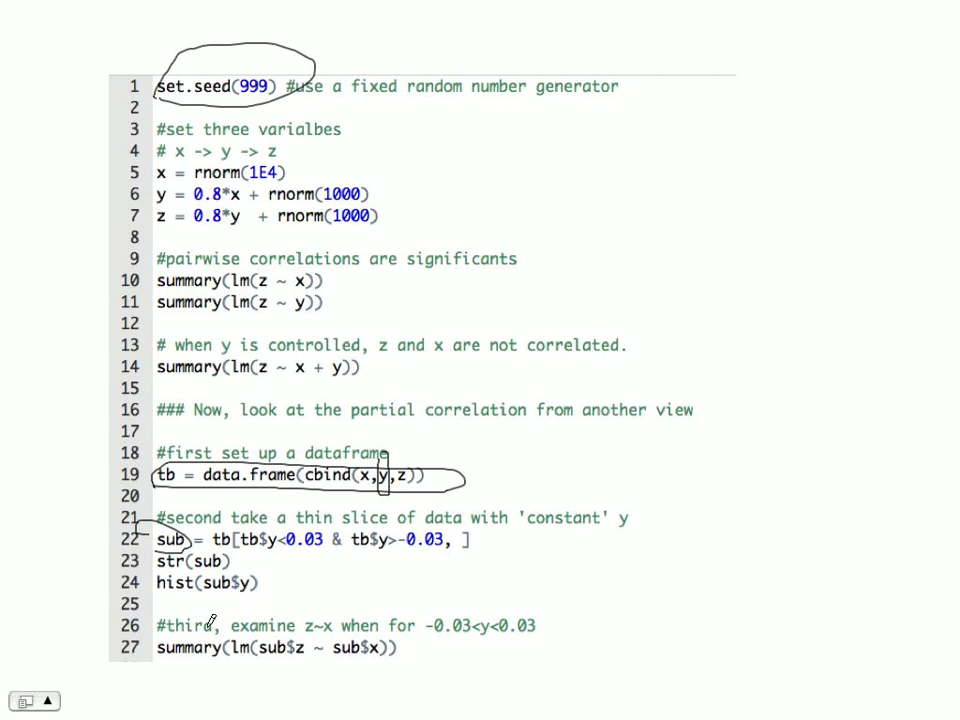 1 set.seed(999) #use a fixed random number generator
2
3 #set three varialbes
4 # x -> y -> z
5 x = rnorm(1E4)
6 y = 0.8*x + rnorm(1000)
7 z = 0.8*y  + rnorm(1000)
8
9 #pairwise correlations are significants
10 summary(lm(z ~ x))
11 summary(lm(z ~ y))
12
13 # when y is controlled, z and x are not correlated.
14 summary(lm(z ~ x + y))
15
16 ### Now, look at the partial correlation from another view
17
18 #first set up a dataframe
19 tb = data.frame(cbind(x,y,z))
20
21 #second take a thin slice of data with 'constant' y
22 sub = tb[tb$y<0.03 & tb$y>-0.03, ]
23 str(sub)
24 hist(sub$y)
25
26 #third, examine z~x when for -0.03<y<0.03
27 summary(lm(sub$z ~ sub$x))